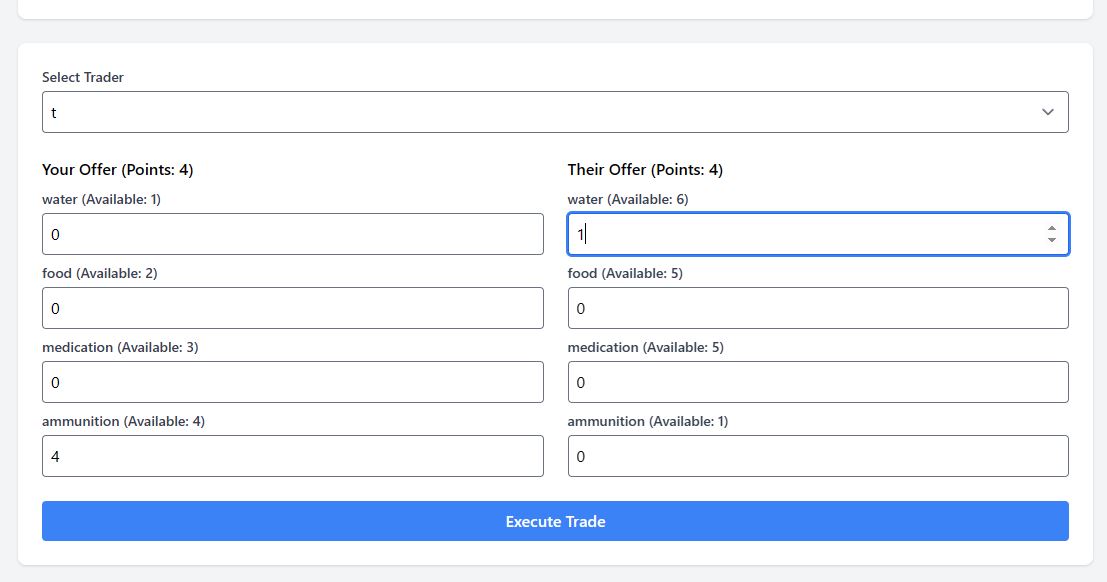 Select Trader
t
Your Offer (Points: 4)
water (Available: 1)
0
food (Available: 2)
0
medication (Available: 3)
0
ammunition (Available: 4)
4
Their Offer (Points: 4)
water (Available: 6)
1
food (Available: 5)
0
medication (Available: 5)
0
ammunition (Available: 1)
0
Execute Trade